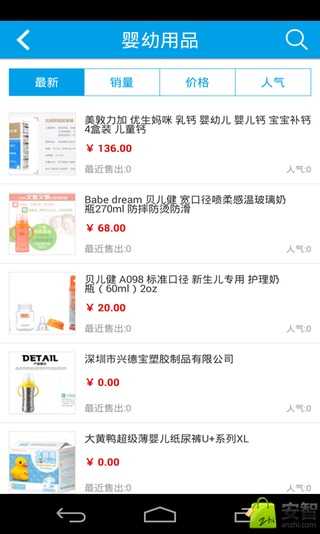 婴幼用品
最新
销量
价格
人气
美敦力加 优生妈咪 乳钙 婴幼儿 婴儿钙 宝宝补钙
4盒装 儿童钙
¥ 136.00
最近售出:0
人气:0
Babe dream 贝儿健 宽口径喷柔感温玻璃奶
瓶270ml 防摔防烫防滑
¥ 68.00
最近售出:0
人气:0
贝儿健 A098 标准口径 新生儿专用 护理奶
瓶（60ml）2oz
¥ 20.00
最近售出:0
人气:0
DETAIL
深圳市兴德宝塑胶制品有限公司
¥ 0.00
最近售出:0
人气:0
大黄鸭超级薄婴儿纸尿裤U+系列XL
¥ 0.00
最近售出:0
人气:0
安智
anzhi.com